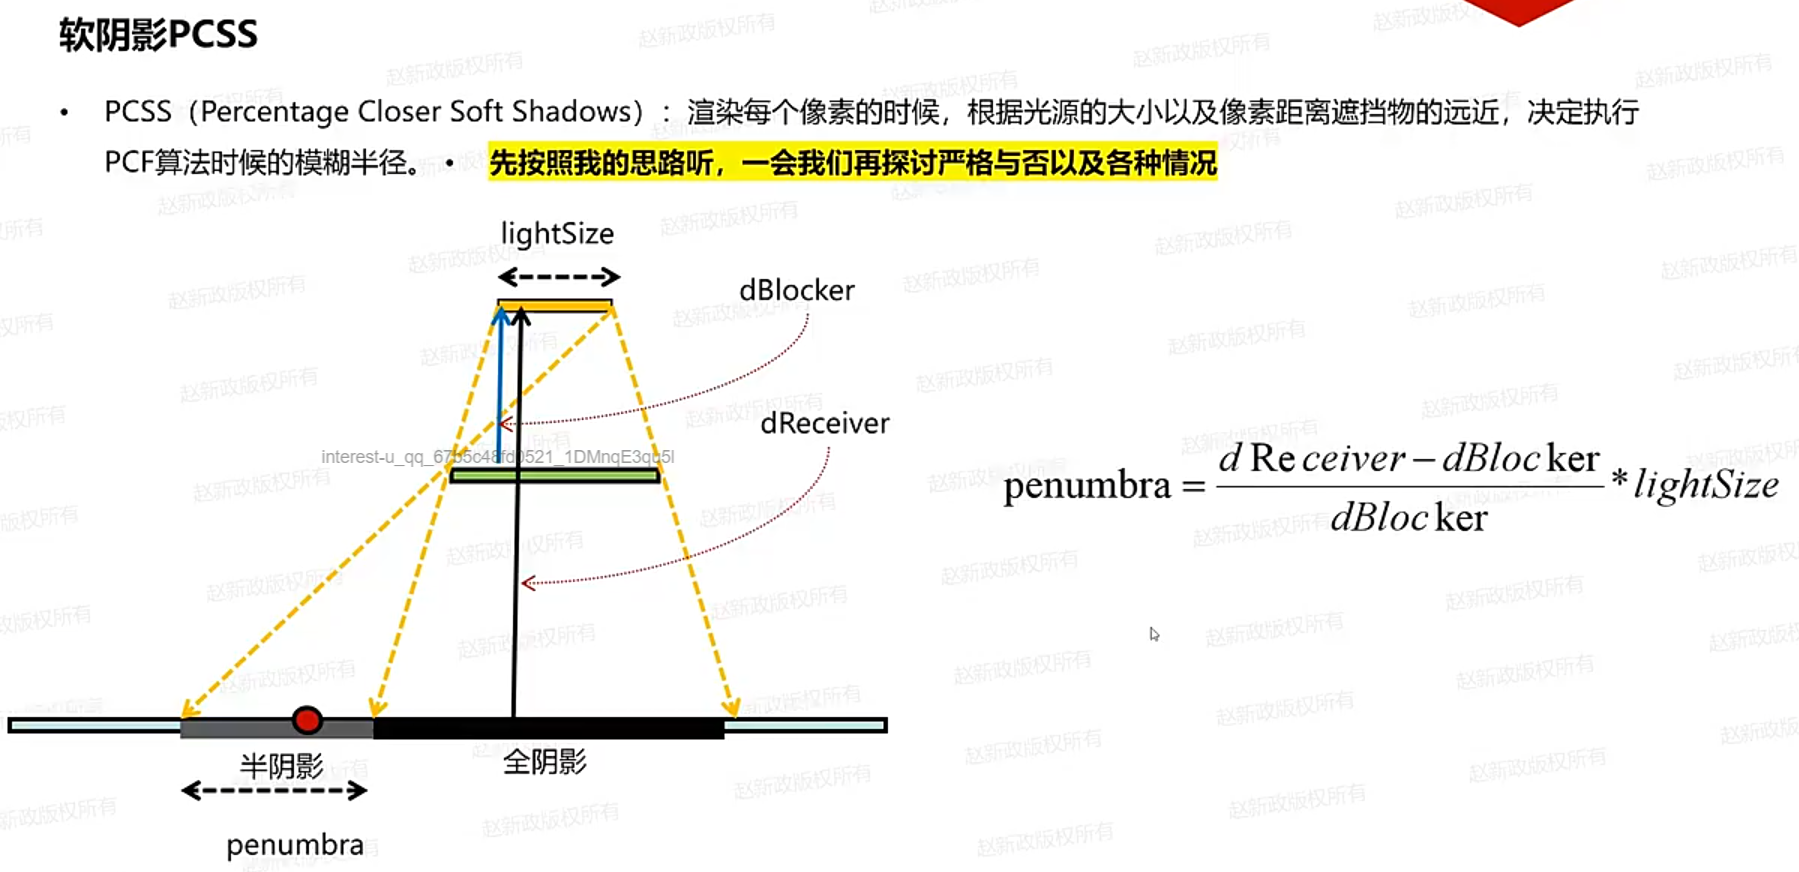 软阴影PCSS
• PCSS（Percentage Closer Soft Shadows）：渲染每个像素的时候，根据光源的大小以及像素距离遮挡物的远近，决定执行
PCF算法时候的模糊半径。 • 先按照我的思路听，一会我们再探讨严格与否以及各种情况
lightSize
dBlocker
dReceiver
interest-u_qq_67b5c48fd0521_1DMnqE3gu5l
penumbra = (dReceiver − dBlocker) / dBlocker * lightSize
半阴影
全阴影
penumbra
赵新政版权所有